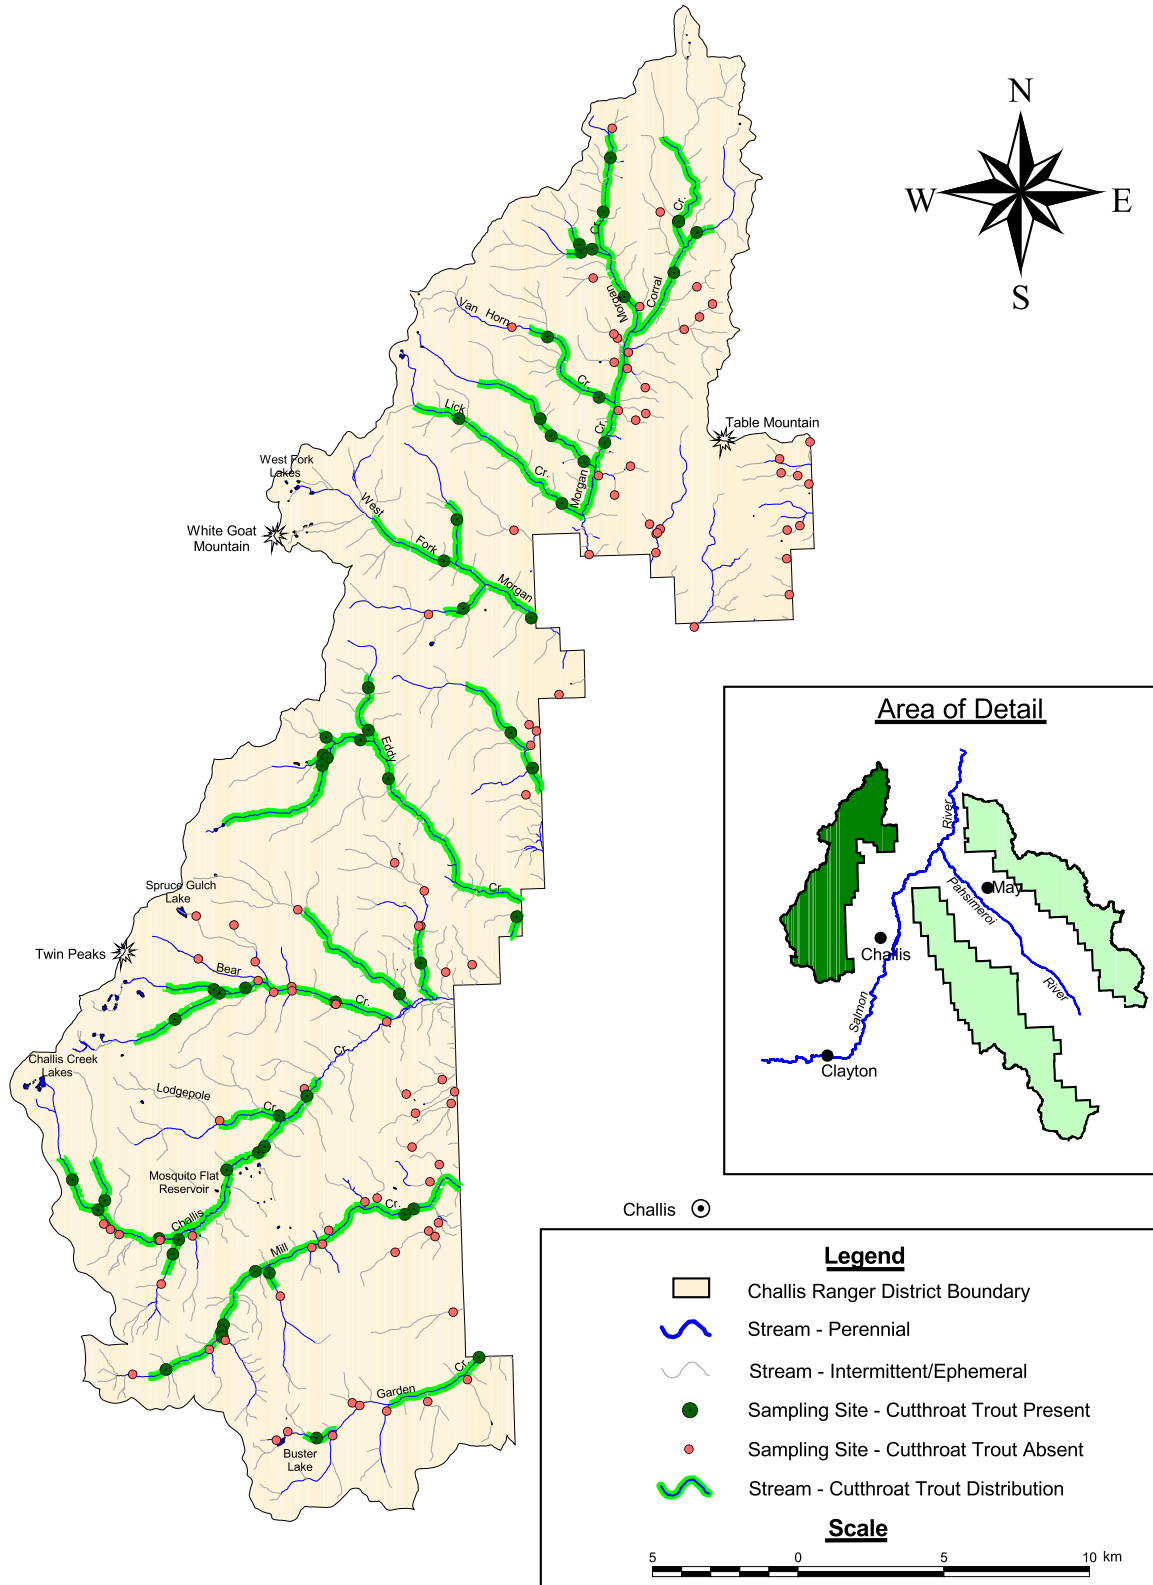 N
W
E
S
Cr.
Cr.
Morgan
Corral
Van Horn
Cr.
Lick
Cr.
Cr.
Morgan
Table Mountain
West Fork
Lakes
White Goat
Mountain
West
Fork
Morgan
Eddy
Cr.
Spruce Gulch
Lake
Twin Peaks
Bear
Cr.
Cr.
Challis Creek
Lakes
Lodgepole
Cr.
Mosquito Flat
Reservoir
Challis
Cr.
Mill
Garden
Cr.
Buster
Lake
Area of Detail
River
May
Pahsimeroi
Challis
River
Salmon
Clayton
Challis
Legend
Challis Ranger District Boundary
Stream - Perennial
Stream - Intermittent/Ephemeral
Sampling Site - Cutthroat Trout Present
Sampling Site - Cutthroat Trout Absent
Stream - Cutthroat Trout Distribution
Scale
5 0 5 10 km